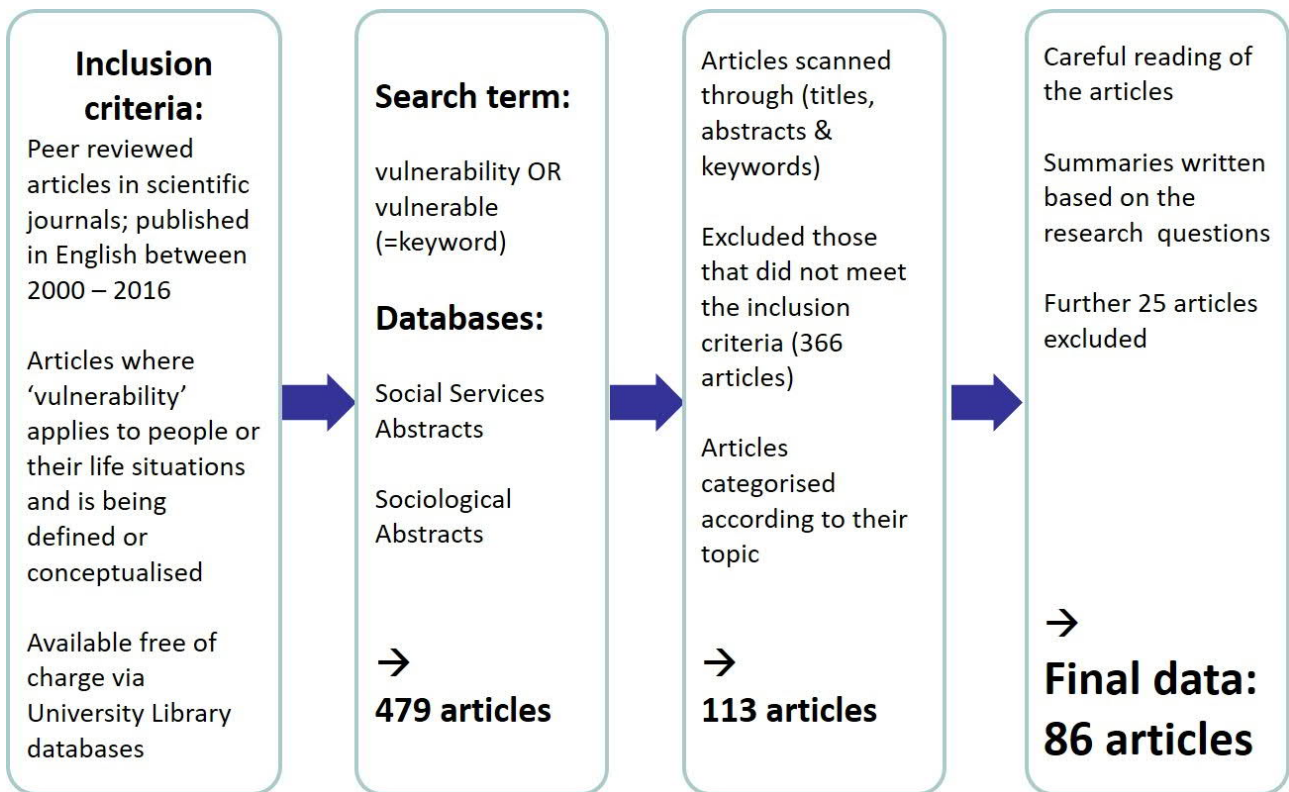 Inclusion
criteria:
Peer reviewed
articles in scientific
journals; published
in English between
2000 – 2016
Articles where
‘vulnerability’
applies to people or
their life situations
and is being
defined or
conceptualised
Available free of
charge via
University Library
databases
Search term:
vulnerability OR
vulnerable
(=keyword)
Databases:
Social Services
Abstracts
Sociological
Abstracts
→
479 articles
Articles scanned
through (titles,
abstracts &
keywords)
Excluded those
that did not meet
the inclusion
criteria (366
articles)
Articles
categorised
according to their
topic
→
113 articles
Careful reading of
the articles
Summaries written
based on the
research questions
Further 25 articles
excluded
→
Final data:
86 articles